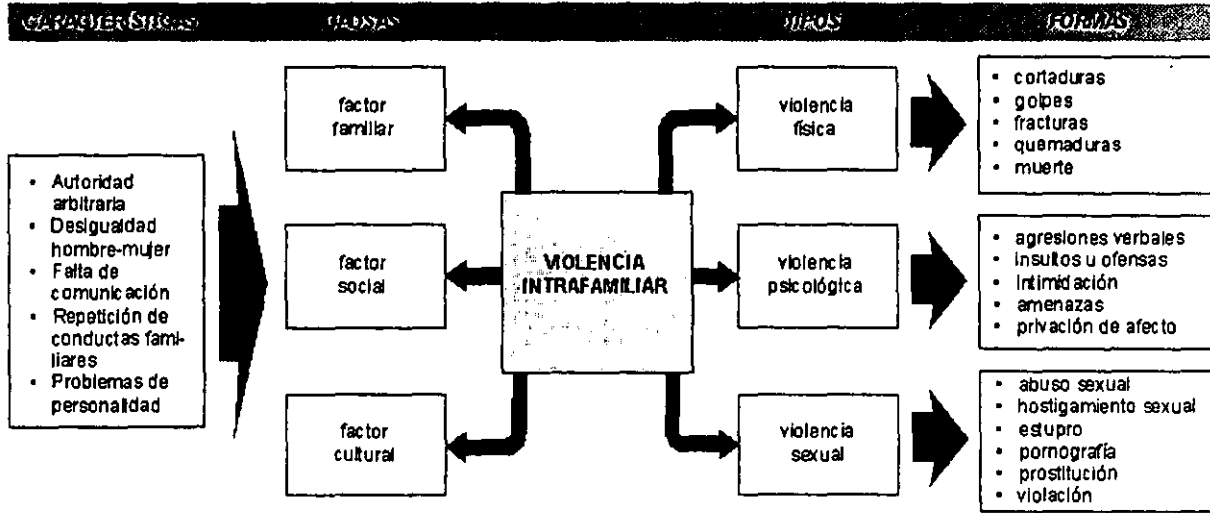 CARACTERÍSTICAS
CAUSAS
TIPOS
FORMAS
• Autoridad
arbitraria
• Desigualdad
hombre-mujer
• Falta de
comunicación
• Repetición de
conductas fami-
liares
• Problemas de
personalidad
factor
familiar
factor
social
factor
cultural
VIOLENCIA
INTRAFAMILIAR
violencia
física
violencia
psicológica
violencia
sexual
• cortaduras
• golpes
• fracturas
• quemaduras
• muerte
• agresiones verbales
• insultos u ofensas
• intimidación
• amenazas
• privación de afecto
• abuso sexual
• hostigamiento sexual
• estupro
• pornografía
• prostitución
• violación